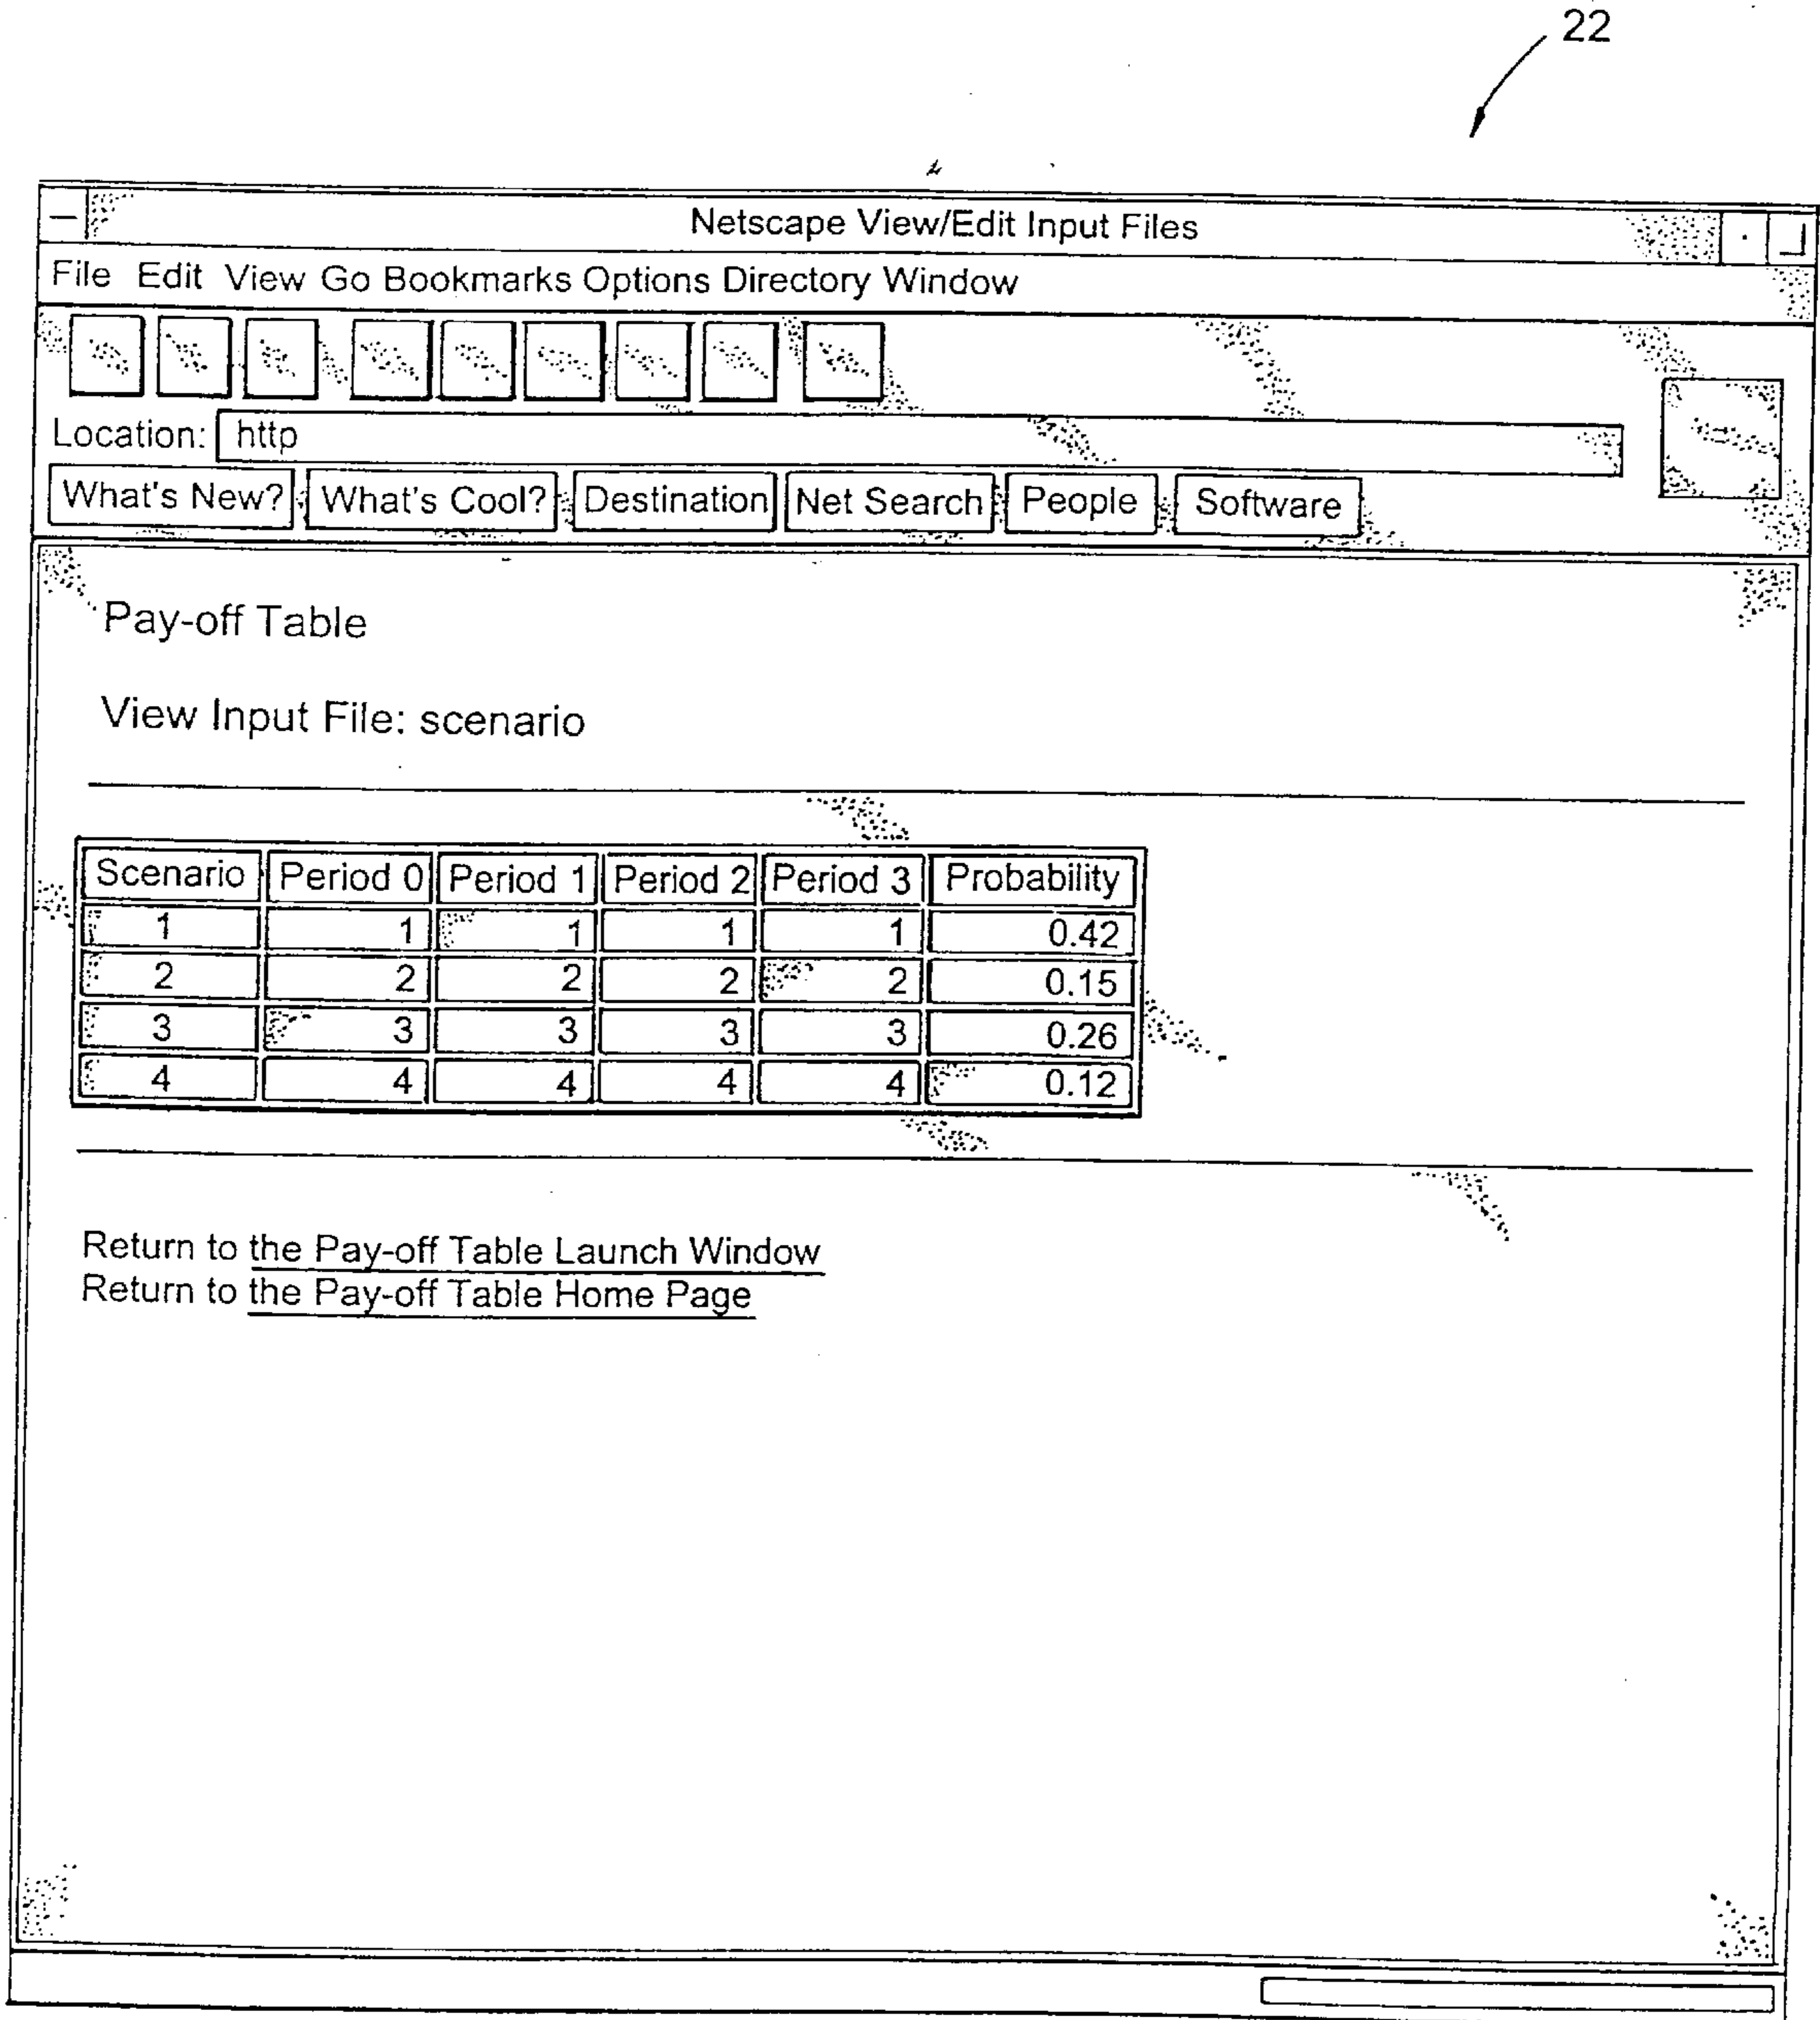 22
Netscape View/Edit Input Files
File Edit View Go Bookmarks Options Directory Window
Location: http
What's New? What's Cool? Destination Net Search People Software
Pay-off Table
View Input File: scenario
Scenario Period 0 Period 1 Period 2 Period 3 Probability
1 1 1 1 1 0.42
2 2 2 2 2 0.15
3 3 3 3 3 0.26
4 4 4 4 4 0.12
Return to the Pay-off Table Launch Window
Return to the Pay-off Table Home Page